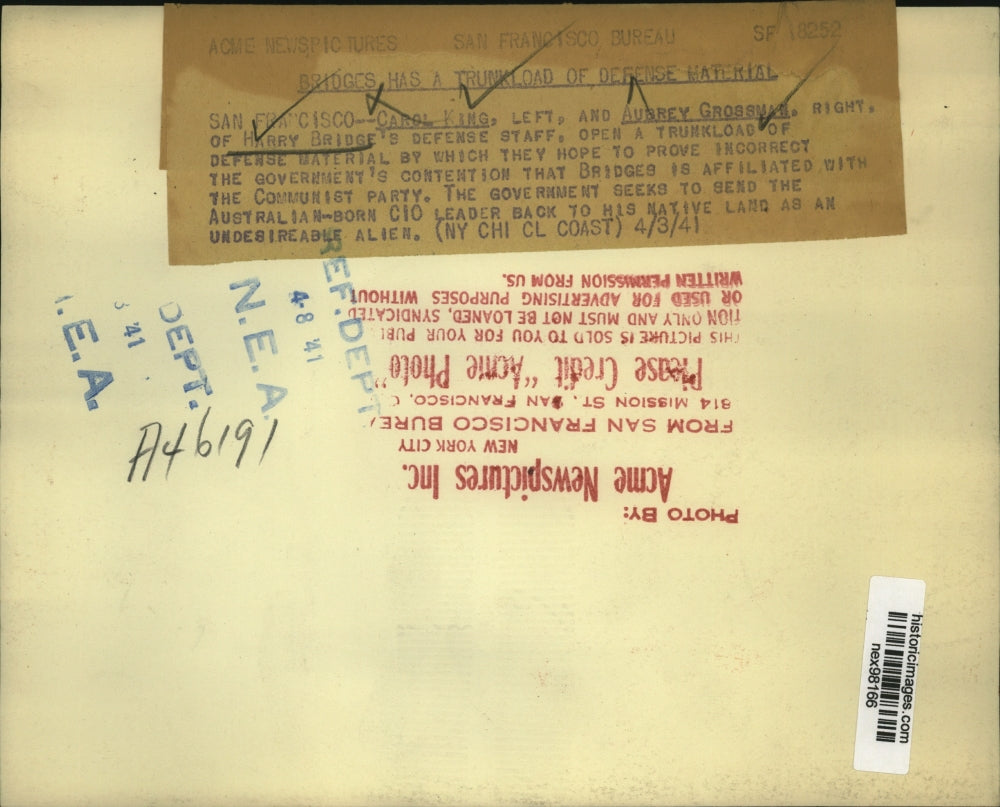 ACME NEWSPICTURES SAN FRANCISCO BUREAU SF 18252
BRIDGES HAS A TRUNKLOAD OF DEFENSE MATERIAL
SAN FRANCISCO--CAROL KING, LEFT, AND AUBREY GROSSMAN, RIGHT,
OF HARRY BRIDGE'S DEFENSE STAFF, OPEN A TRUNKLOAD OF
DEFENSE MATERIAL BY WHICH THEY HOPE TO PROVE INCORRECT
THE GOVERNMENT'S CONTENTION THAT BRIDGES IS AFFILIATED WITH
THE COMMUNIST PARTY. THE GOVERNMENT SEEKS TO SEND THE
AUSTRALIAN-BORN CIO LEADER BACK TO HIS NATIVE LAND AS AN
UNDESIREABLE ALIEN. (NY CHI CL COAST) 4/3/41
REF. DEPT
4-8 41
N.E.A.
DEPT.
3 '41
.E.A.
A46191
PHOTO BY:
Acme Newspictures Inc.
NEW YORK CITY
FROM SAN FRANCISCO BUREA
814 MISSION ST. SAN FRANCISCO, C
Please Credit "Acme Photo"
THIS PICTURE IS SOLD TO YOU FOR YOUR PUBLI
TION ONLY AND MUST NOT BE LOANED, SYNDICATED
OR USED FOR ADVERTISING PURPOSES WITHOUT
WRITTEN PERMISSION FROM US.
historicimages.com
nex98166